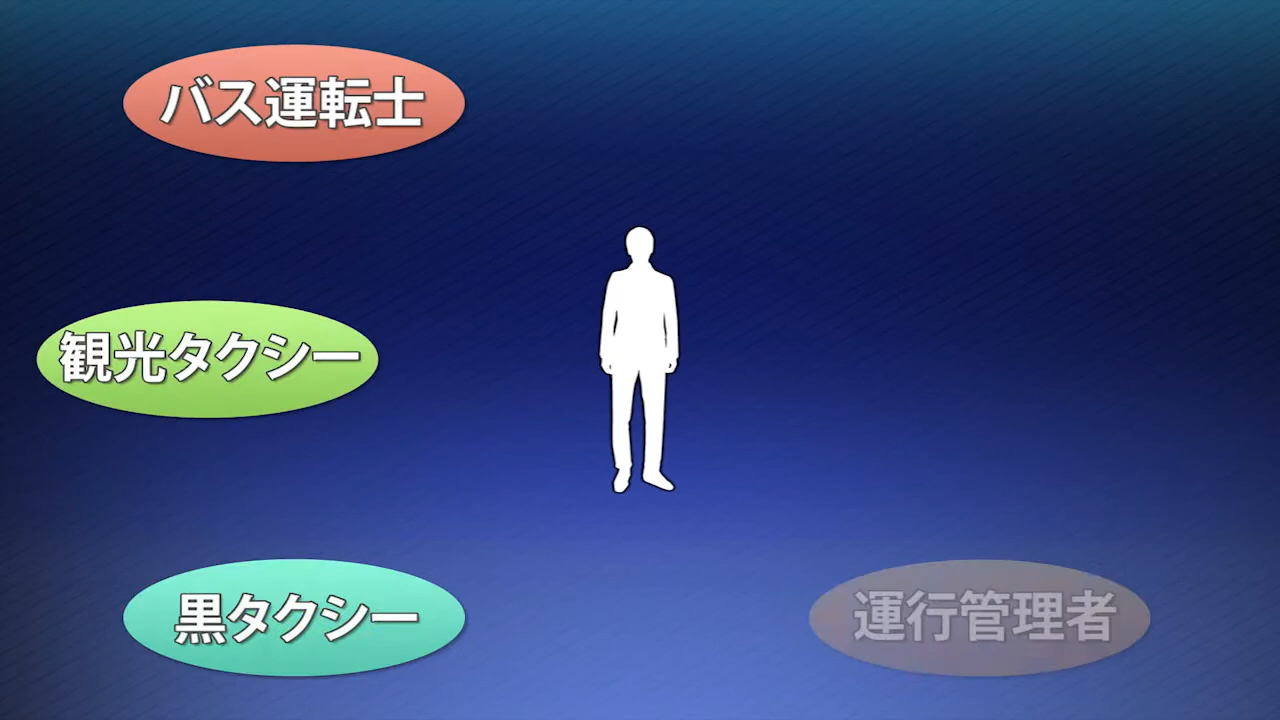 バス運転士
観光タクシー
黒タクシー
運行管理者